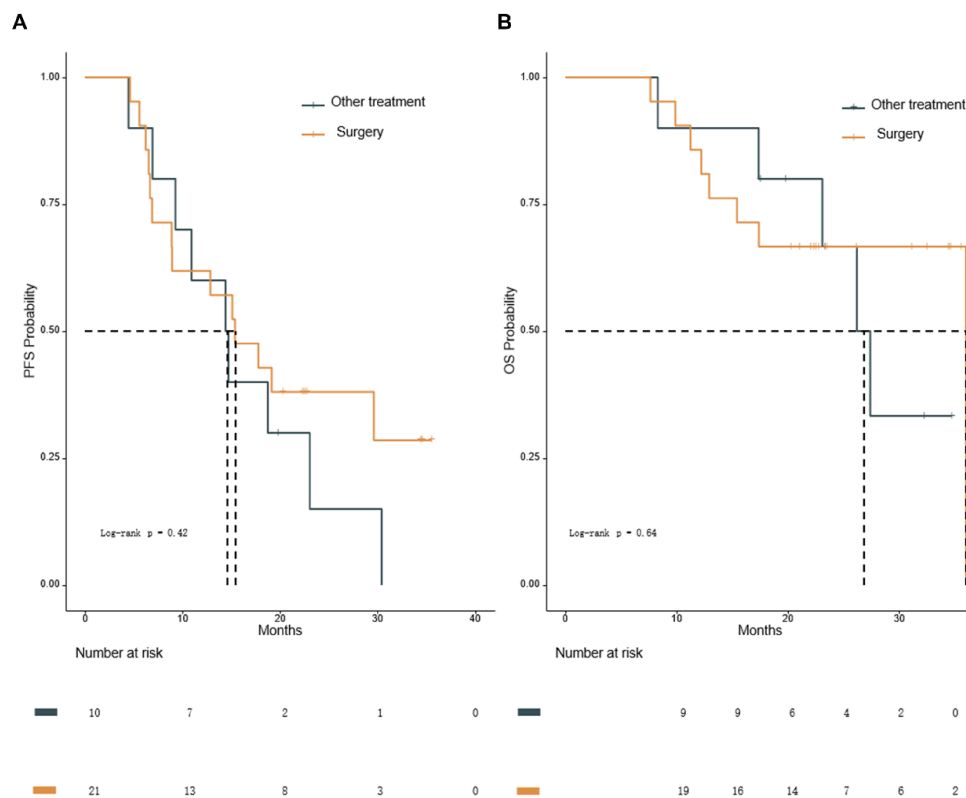 A
B
1.00
0.75
0.50
0.25
0.00
PFS Probability
Other treatment
Surgery
Log-rank p = 0.42
0 10 20 30 40
Months
1.00
0.75
0.50
0.25
0.00
OS Probability
Other treatment
Surgery
Log-rank p = 0.64
0 10 20 30
Months
Number at risk
Number at risk
10 7 2 1 0
9 9 6 4 2 0
21 13 8 3 0
19 16 14 7 6 2